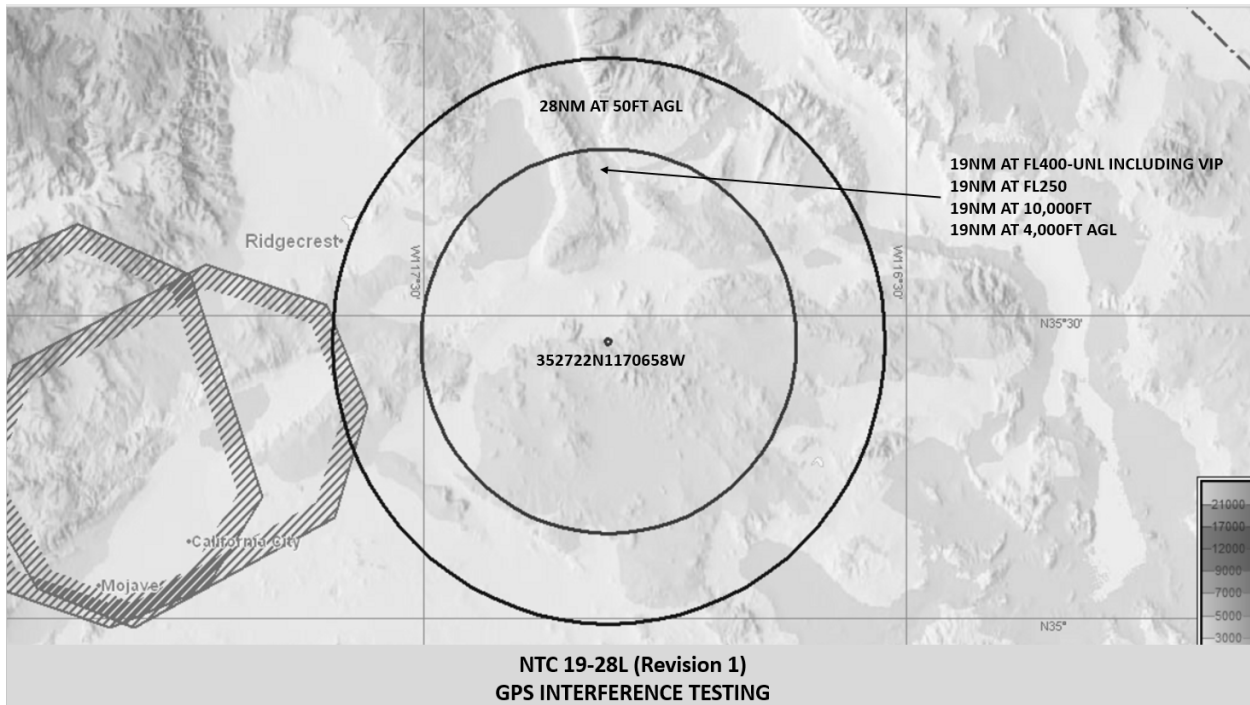 28NM AT 50FT AGL
19NM AT FL400-UNL INCLUDING VIP
19NM AT FL250
19NM AT 10,000FT
19NM AT 4,000FT AGL
Ridgecrest
W117°30'
W116°30'
N35°30'
352722N1170658W
California City
Mojave
21000
17000
12000
9000
7000
5000
3000
N35°
NTC 19-28L (Revision 1)
GPS INTERFERENCE TESTING